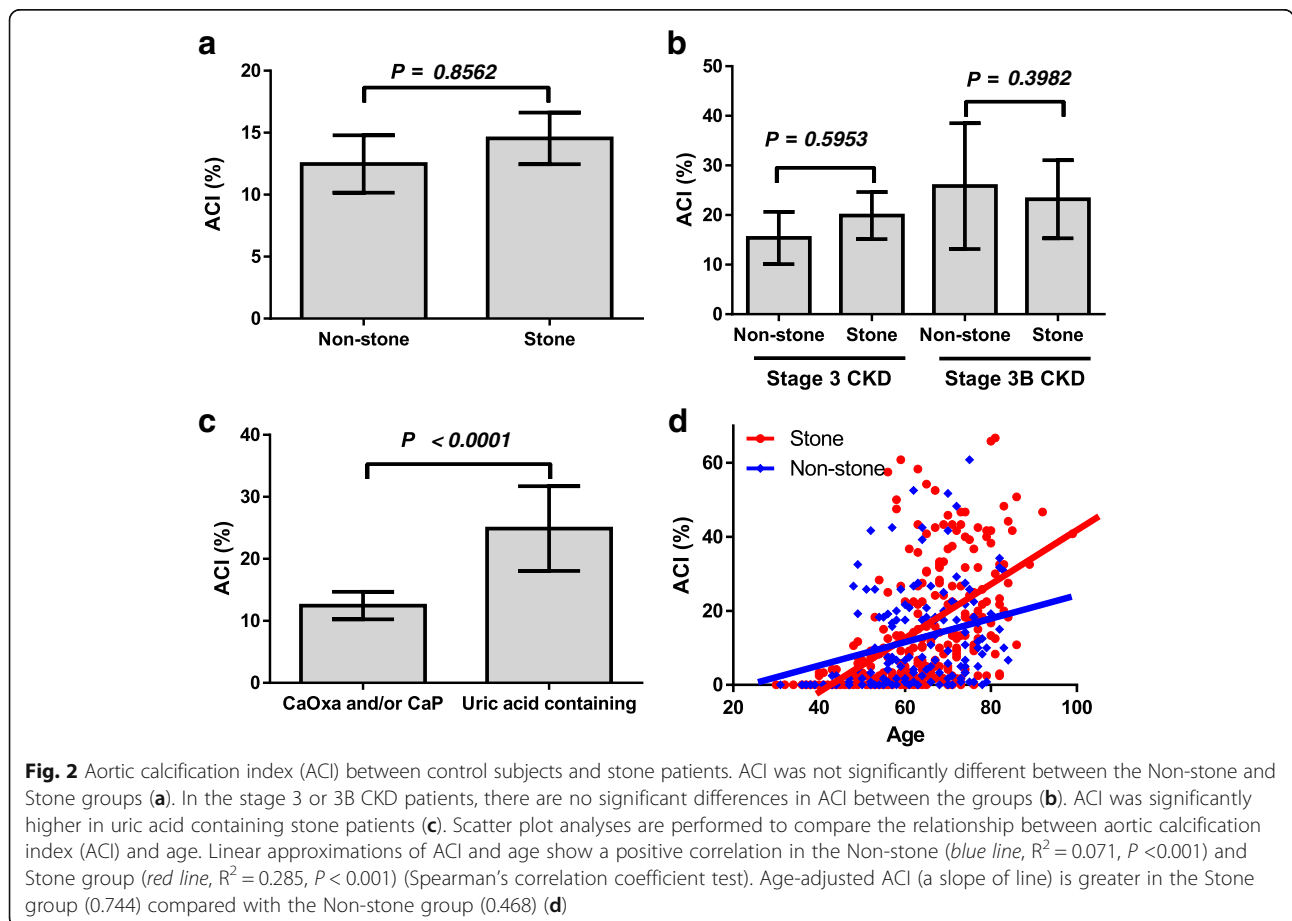 a
P = 0.8562
20
15
10
5
0
ACI (%)
Non-stone
Stone
b
P = 0.3982
P = 0.5953
50
40
30
20
10
0
ACI (%)
Non-stone Stone Non-stone Stone
Stage 3 CKD
Stage 3B CKD
c
P < 0.0001
40
30
20
10
0
ACI (%)
CaOxa and/or CaP
Uric acid containing
d
Stone
Non-stone
60
40
20
0
ACI (%)
20
40
60
80
100
Age
Fig. 2 Aortic calcification index (ACI) between control subjects and stone patients. ACI was not significantly different between the Non-stone and
Stone groups (a). In the stage 3 or 3B CKD patients, there are no significant differences in ACI between the groups (b). ACI was significantly
higher in uric acid containing stone patients (c). Scatter plot analyses are performed to compare the relationship between aortic calcification
index (ACI) and age. Linear approximations of ACI and age show a positive correlation in the Non-stone (blue line, R² = 0.071, P <0.001) and
Stone group (red line, R² = 0.285, P < 0.001) (Spearman's correlation coefficient test). Age-adjusted ACI (a slope of line) is greater in the Stone
group (0.744) compared with the Non-stone group (0.468) (d)